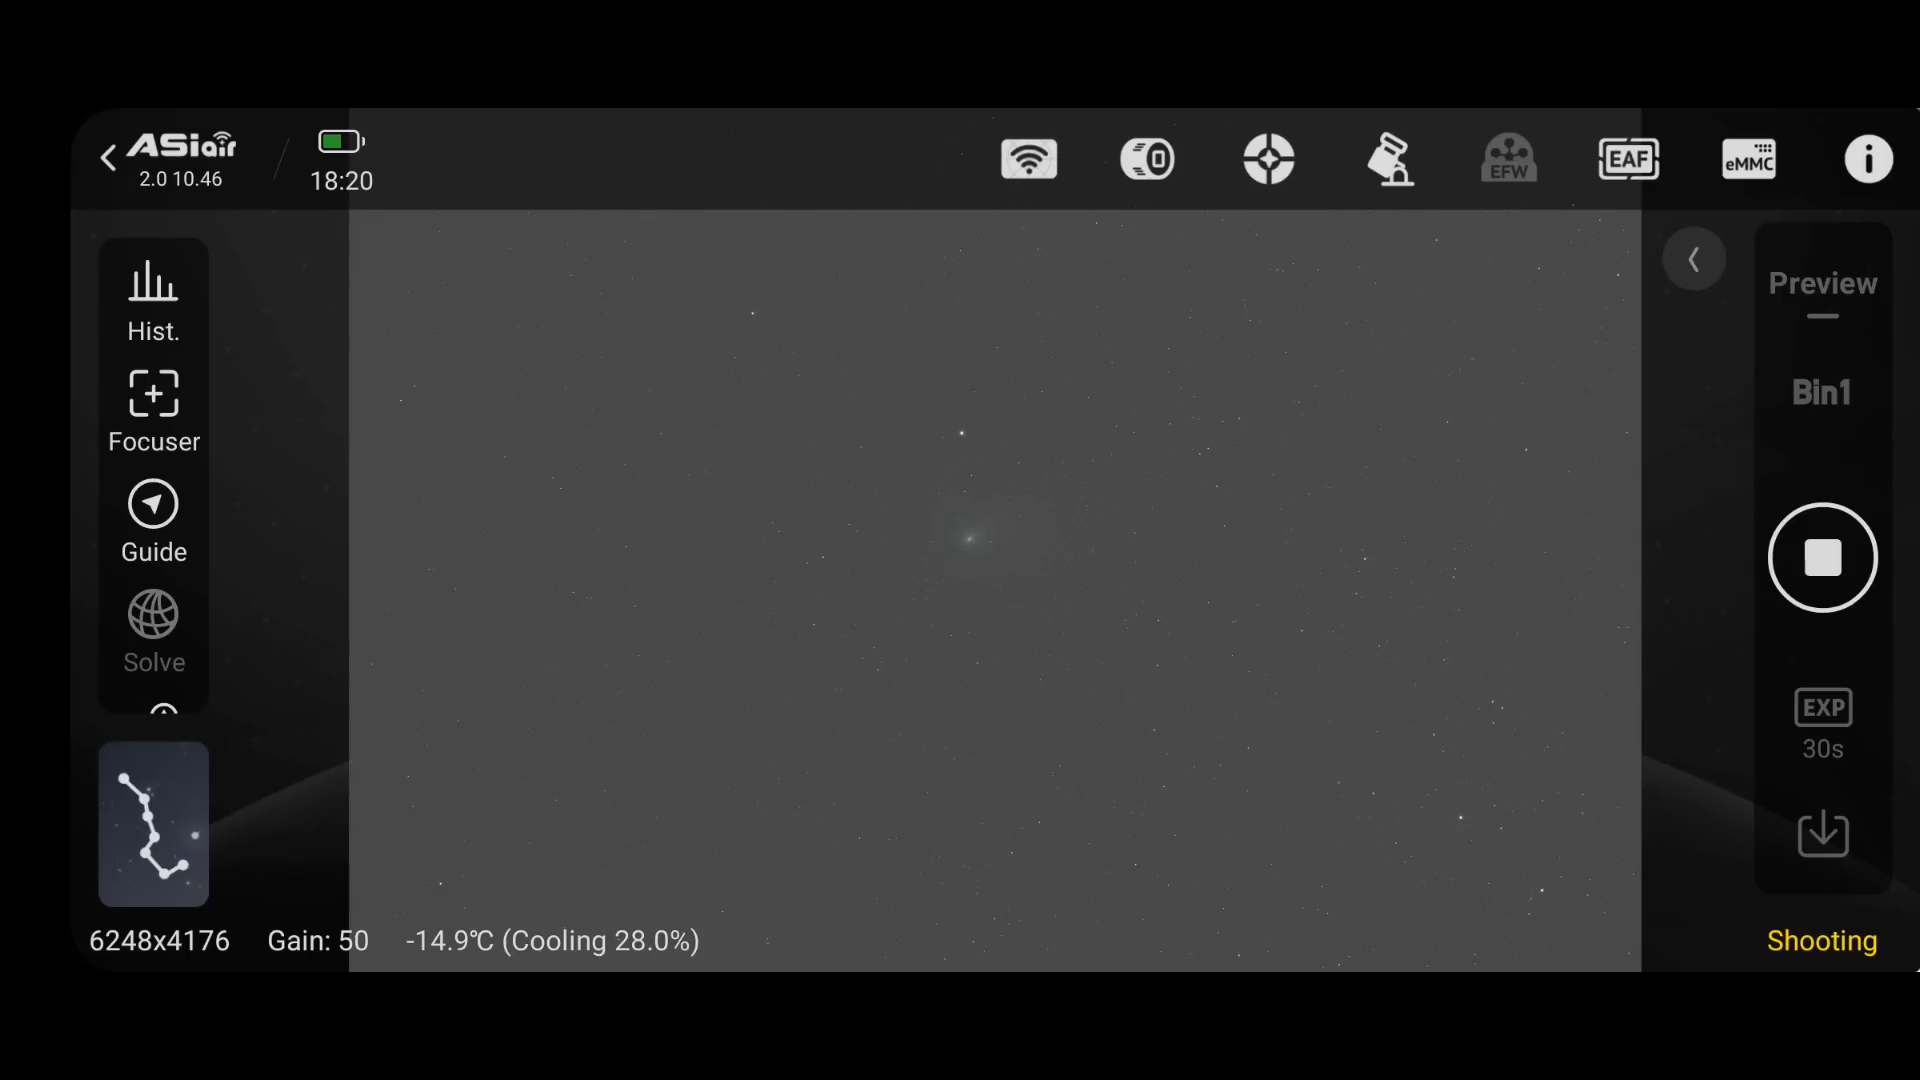 ASiair
2.0 10.46
18:20
EFW
EAF
eMMC
Hist.
Focuser
Guide
Solve
Preview
Bin1
EXP
30s
6248x4176 Gain: 50 -14.9℃ (Cooling 28.0%)
Shooting